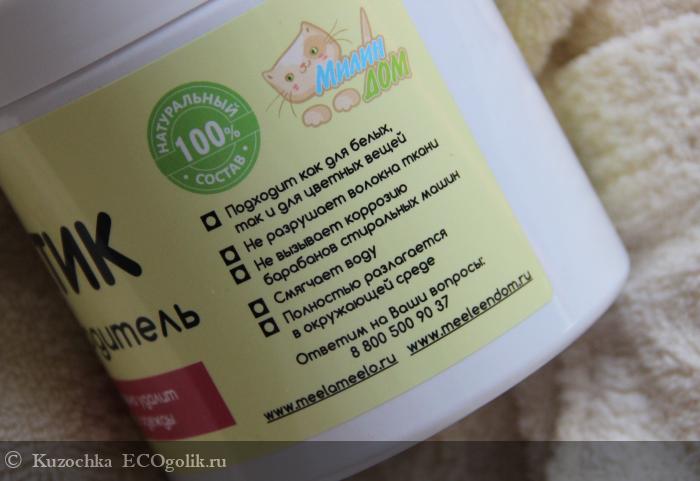 Милин
ДОМ
НАТУРАЛЬНЫЙ
100%
СОСТАВ
Подходит как для белых,
так и для цветных вещей
Не разрушает волокна ткани
Не вызывает коррозию
барабанов стиральных машин
Смягчает воду
Полностью разлагается
в окружающей среде
Ответим на Ваши вопросы:
8 800 500 90 37
www.meelameelo.ru www.meeleendom.ru
ТИК
дитель
удалит
© Kuzochka ECOgolik.ru